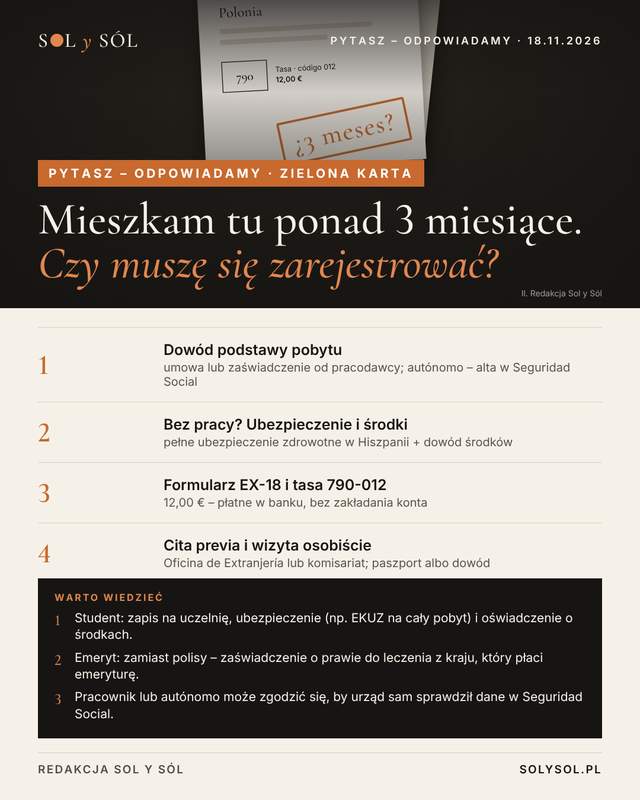 SOL y SÓL
PYTASZ – ODPOWIADAMY · 18.11.2026
Polonia
790
Tasa · código 012
12,00 €
¿3 meses?
PYTASZ – ODPOWIADAMY · ZIELONA KARTA
Mieszkam tu ponad 3 miesiące.
Czy muszę się zarejestrować?
Il. Redakcja Sol y Sól
1
Dowód podstawy pobytu
umowa lub zaświadczenie od pracodawcy; autónomo – alta w Seguridad
Social
2
Bez pracy? Ubezpieczenie i środki
pełne ubezpieczenie zdrowotne w Hiszpanii + dowód środków
3
Formularz EX-18 i tasa 790-012
12,00 € – płatne w banku, bez zakładania konta
4
Cita previa i wizyta osobiście
Oficina de Extranjería lub komisariat; paszport albo dowód
WARTO WIEDZIEĆ
1 Student: zapis na uczelnię, ubezpieczenie (np. EKUZ na cały pobyt) i oświadczenie o
środkach.
2 Emeryt: zamiast polisy – zaświadczenie o prawie do leczenia z kraju, który płaci
emeryturę.
3 Pracownik lub autónomo może zgodzić się, by urząd sam sprawdził dane w Seguridad
Social.
REDAKCJA SOL Y SÓL
SOLYSOL.PL